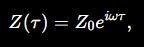 Z(τ) = Z₀e^{iωτ},